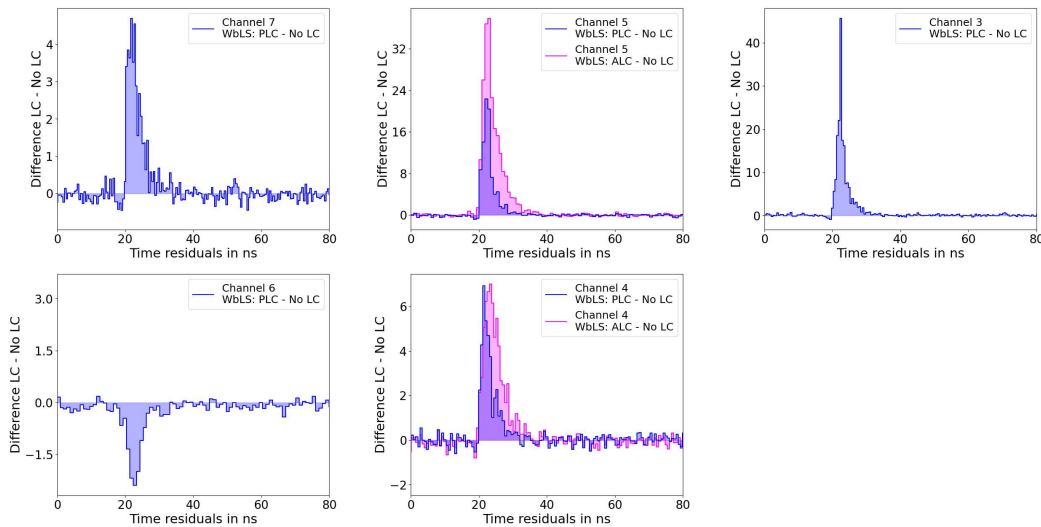 Difference LC - No LC
4
3
2
1
0
Channel 7
WbLS: PLC - No LC
0 20 40 60 80
Time residuals in ns
Difference LC - No LC
32
24
16
8
0
Channel 5
WbLS: PLC - No LC
Channel 5
WbLS: ALC - No LC
0 20 40 60 80
Time residuals in ns
Difference LC - No LC
40
30
20
10
0
Channel 3
WbLS: PLC - No LC
0 20 40 60 80
Time residuals in ns
Difference LC - No LC
3.0
1.5
0.0
−1.5
Channel 6
WbLS: PLC - No LC
0 20 40 60 80
Time residuals in ns
Difference LC - No LC
6
4
2
0
−2
Channel 4
WbLS: PLC - No LC
Channel 4
WbLS: ALC - No LC
0 20 40 60 80
Time residuals in ns